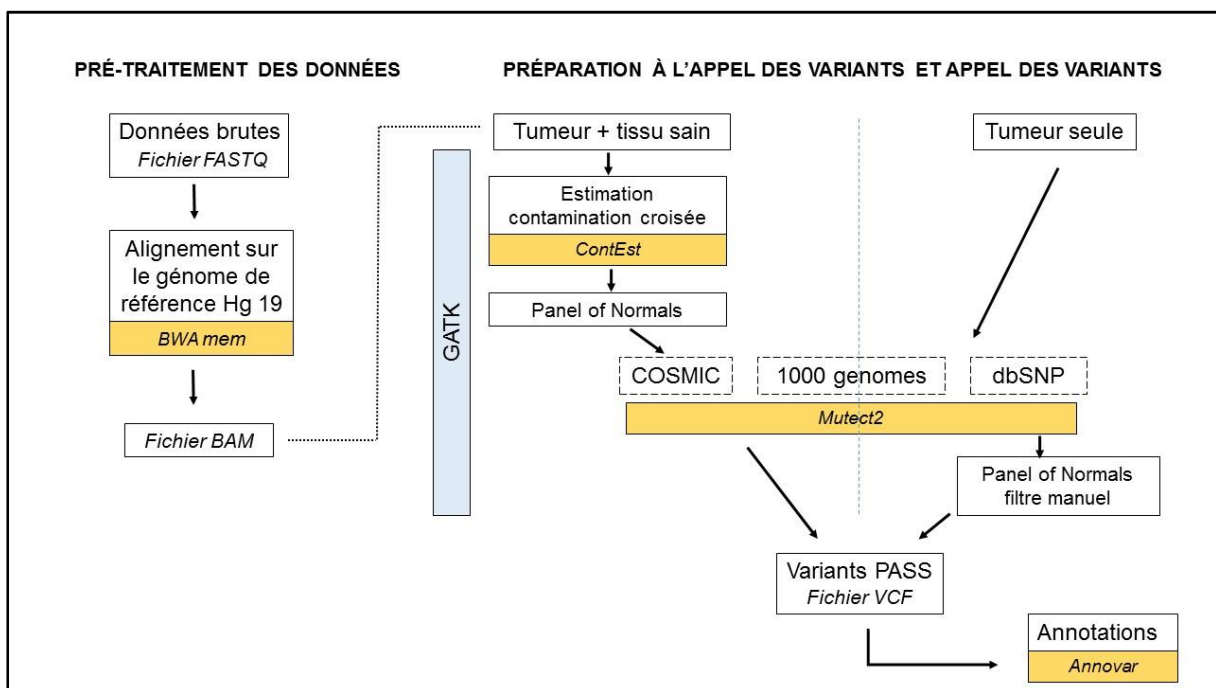 PRÉ-TRAITEMENT DES DONNÉES
Données brutes
Fichier FASTQ
Alignement sur
le génome de
référence Hg 19
BWA mem
Fichier BAM
PRÉPARATION À L'APPEL DES VARIANTS ET APPEL DES VARIANTS
GATK
Tumeur + tissu sain
Estimation
contamination croisée
ContEst
Panel of Normals
Tumeur seule
COSMIC
1000 genomes
dbSNP
Mutect2
Panel of Normals
filtre manuel
Variants PASS
Fichier VCF
Annotations
Annovar